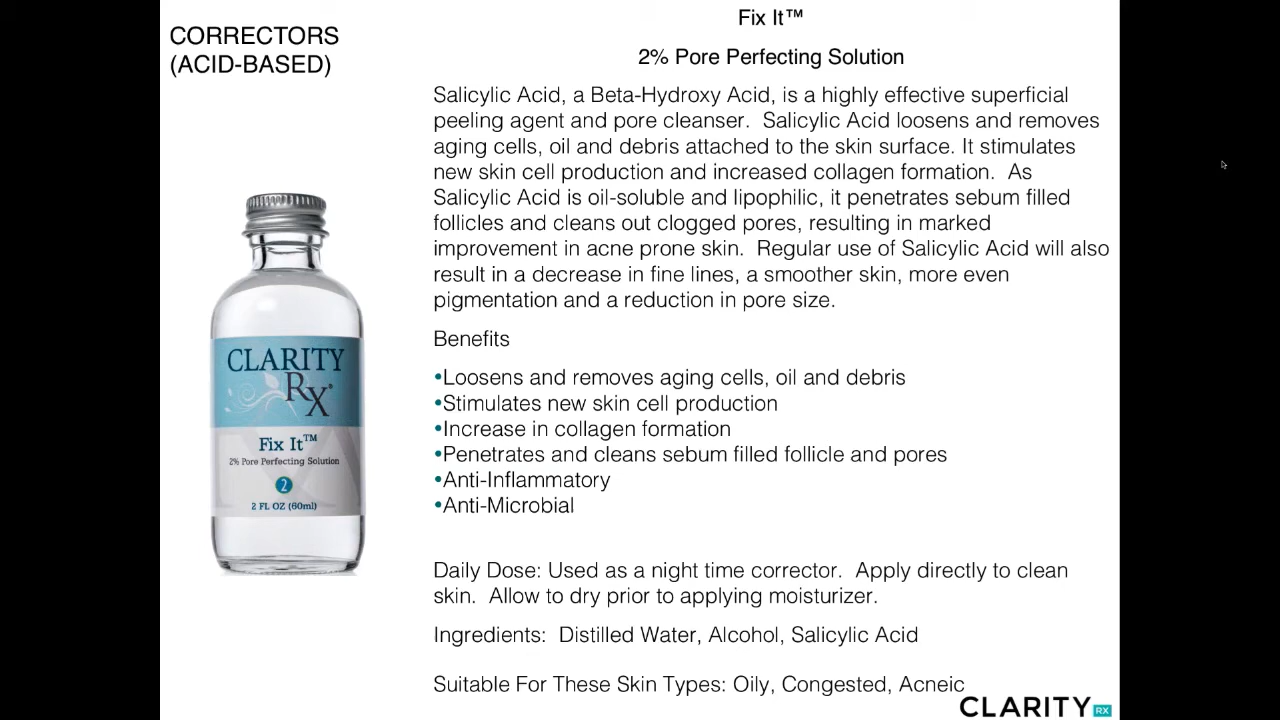 CORRECTORS
(ACID-BASED)
Fix It™
2% Pore Perfecting Solution
Salicylic Acid, a Beta-Hydroxy Acid, is a highly effective superficial
peeling agent and pore cleanser.  Salicylic Acid loosens and removes
aging cells, oil and debris attached to the skin surface. It stimulates
new skin cell production and increased collagen formation.  As
Salicylic Acid is oil-soluble and lipophilic, it penetrates sebum filled
follicles and cleans out clogged pores, resulting in marked
improvement in acne prone skin.  Regular use of Salicylic Acid will also
result in a decrease in fine lines, a smoother skin, more even
pigmentation and a reduction in pore size.
Benefits
•Loosens and removes aging cells, oil and debris
•Stimulates new skin cell production
•Increase in collagen formation
•Penetrates and cleans sebum filled follicle and pores
•Anti-Inflammatory
•Anti-Microbial
Daily Dose: Used as a night time corrector.  Apply directly to clean
skin.  Allow to dry prior to applying moisturizer.
Ingredients:  Distilled Water, Alcohol, Salicylic Acid
Suitable For These Skin Types: Oily, Congested, Acneic
CLARITY RX
CLARITY
RX®
Fix It™
2% Pore Perfecting Solution
2
2 FL OZ (60ml)